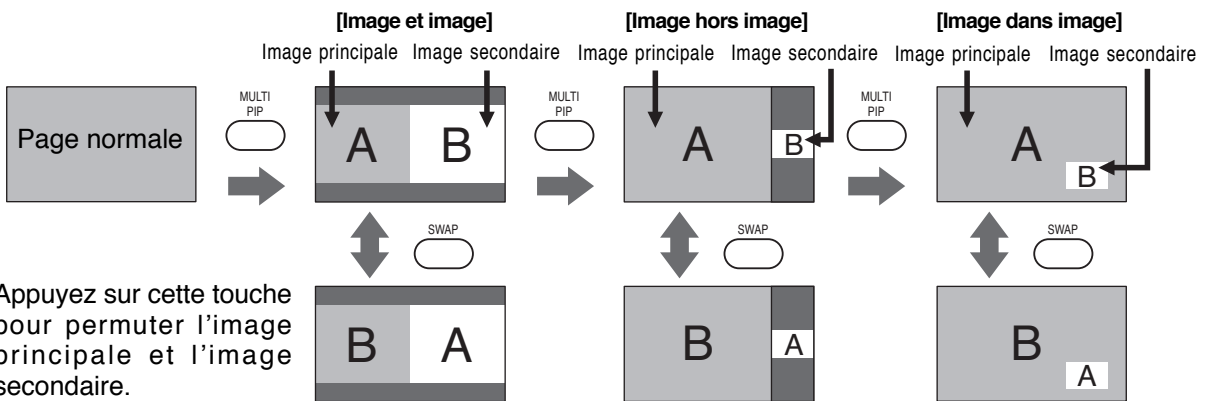 [Image et image]
[Image hors image]
[Image dans image]
Image principale
Image secondaire
Image principale
Image secondaire
Image principale
Image secondaire
Page normale
MULTI
PIP
A
B
MULTI
PIP
A
B
MULTI
PIP
A
B
SWAP
SWAP
SWAP
Appuyez sur cette touche
pour permuter l'image
principale et l'image
secondaire.
B
A
B
A
B
A